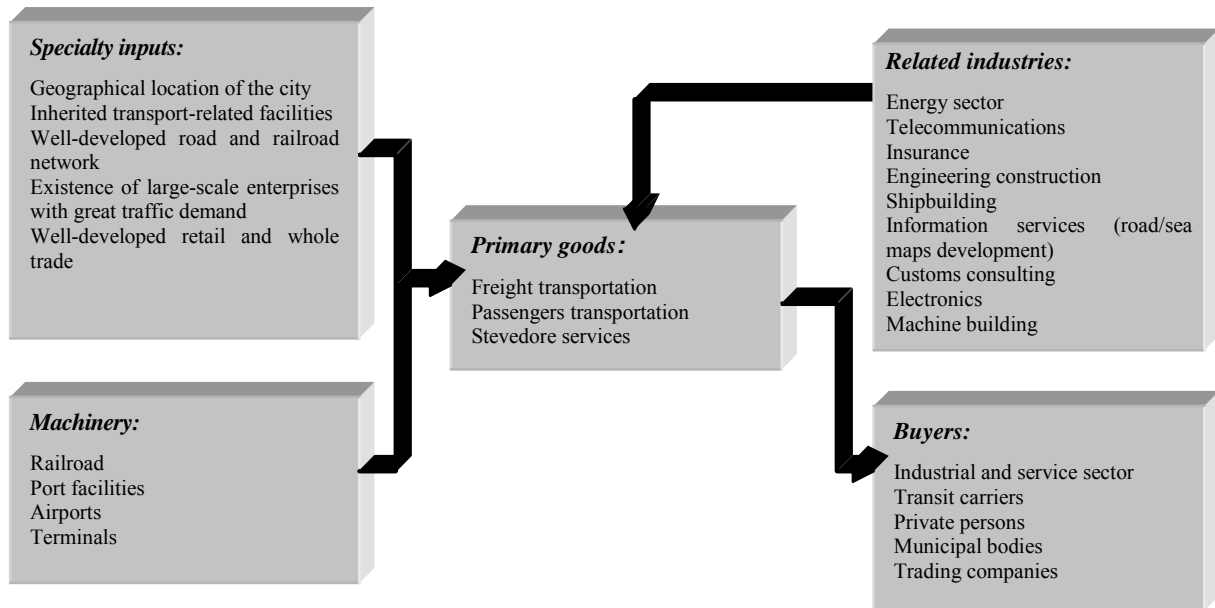 Specialty inputs:
Geographical location of the city
Inherited transport-related facilities
Well-developed road and railroad
network
Existence of large-scale enterprises
with great traffic demand
Well-developed retail and whole
trade
Machinery:
Railroad
Port facilities
Airports
Terminals
Primary goods:
Freight transportation
Passengers transportation
Stevedore services
Related industries:
Energy sector
Telecommunications
Insurance
Engineering construction
Shipbuilding
Information services (road/sea
maps development)
Customs consulting
Electronics
Machine building
Buyers:
Industrial and service sector
Transit carriers
Private persons
Municipal bodies
Trading companies